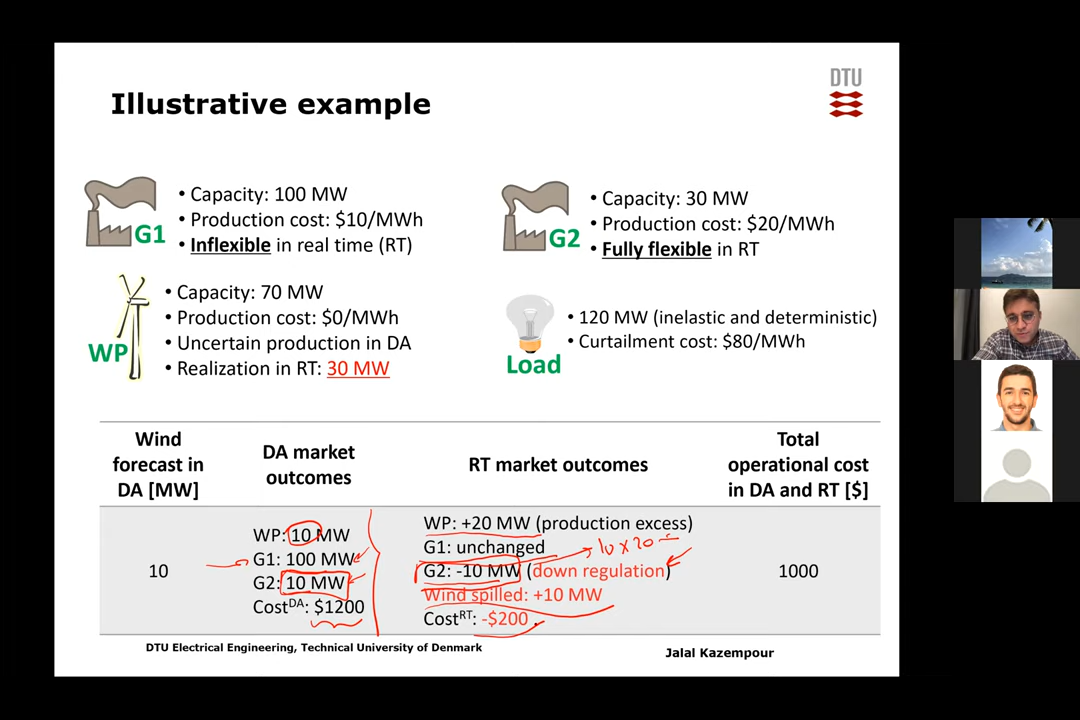 DTU
Illustrative example
• Capacity: 100 MW
• Production cost: $10/MWh
• Inflexible in real time (RT)
G1
• Capacity: 30 MW
• Production cost: $20/MWh
• Fully flexible in RT
G2
• Capacity: 70 MW
• Production cost: $0/MWh
• Uncertain production in DA
• Realization in RT: 30 MW
WP
• 120 MW (inelastic and deterministic)
• Curtailment cost: $80/MWh
Load
Wind forecast in DA [MW]
DA market outcomes
RT market outcomes
Total operational cost in DA and RT [$]
10
WP: 10 MW
G1: 100 MW
G2: 10 MW
Costᴰᴬ: $1200
WP: +20 MW (production excess)
G1: unchanged
10 x 20
G2: -10 MW (down regulation)
Wind spilled: +10 MW
Costᴿᵀ: -$200
1000
DTU Electrical Engineering, Technical University of Denmark
Jalal Kazempour